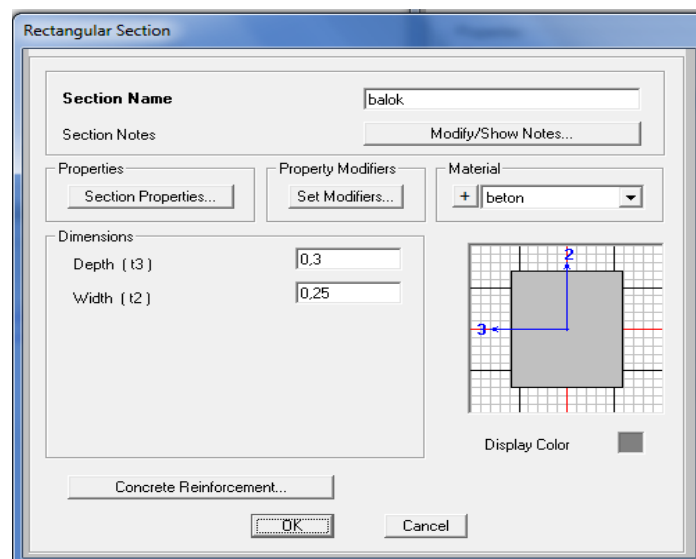 Rectangular Section
Section Name balok
Section Notes Modify/Show Notes...
Properties Property Modifiers Material
Section Properties... Set Modifiers... + beton
Dimensions
Depth ( t3 ) 0,3
Width ( t2 ) 0,25
2
3
Display Color
Concrete Reinforcement...
OK Cancel